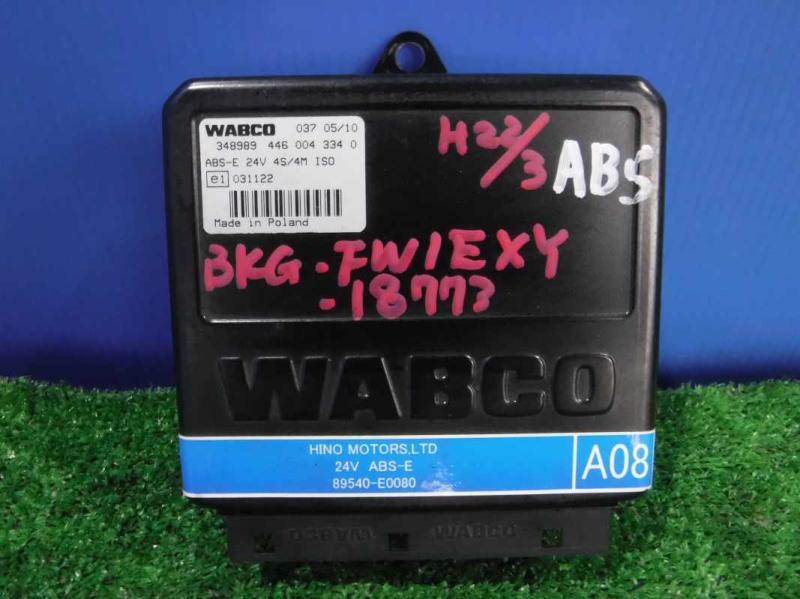 WABCO 037 05/10
348989 446 004 334 0
ABS-E 24V 4S/4M ISO
e1 031122
Made in Poland
H22/3
ABS
BKG-FW1EXY
-18773
WABCO
HINO MOTORS,LTD
24V ABS-E
89540-E0080
A08
WABCO
WABCO